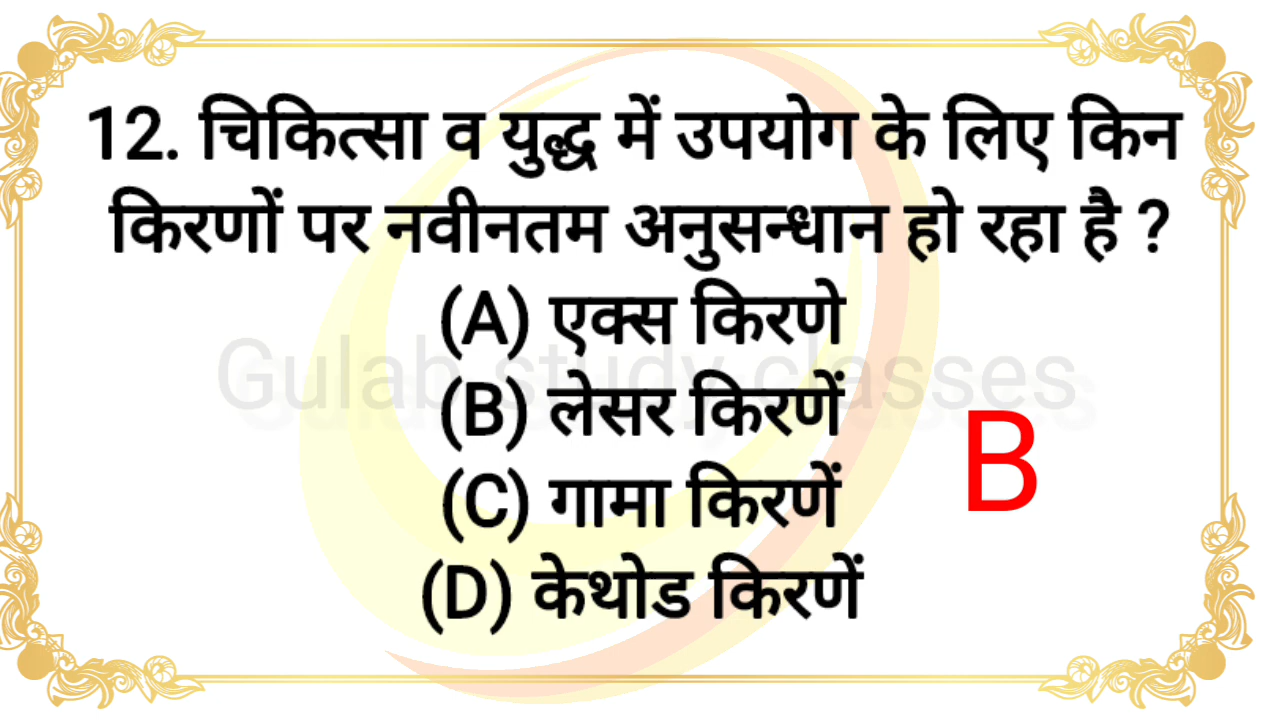 12. चिकित्सा व युद्ध में उपयोग के लिए किन
किरणों पर नवीनतम अनुसन्धान हो रहा है ?
(A) एक्स किरणे
(B) लेसर किरणें
(C) गामा किरणें
(D) केथोड किरणें
B
Gulab study classes